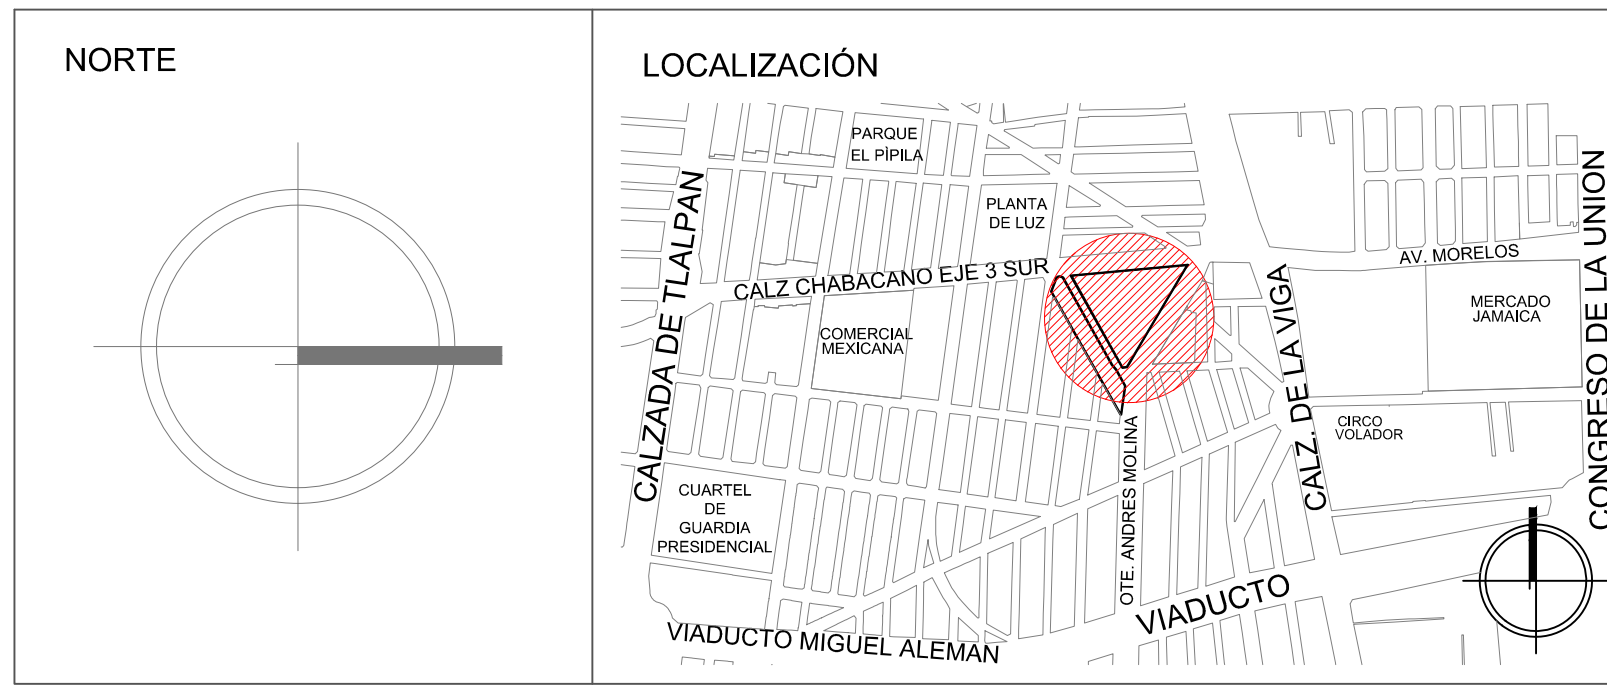 NORTE
LOCALIZACIÓN
PARQUE
EL PÌPILA
PLANTA
DE LUZ
CALZADA DE TLALPAN
CALZ CHABACANO EJE 3 SUR
COMERCIAL
MEXICANA
CUARTEL
DE
GUARDIA
PRESIDENCIAL
VIADUCTO MIGUEL ALEMAN
OTE. ANDRES MOLINA
VIADUCTO
CALZ. DE LA VIGA
AV. MORELOS
MERCADO
JAMAICA
CIRCO
VOLADOR
CONGRESO DE LA UNION